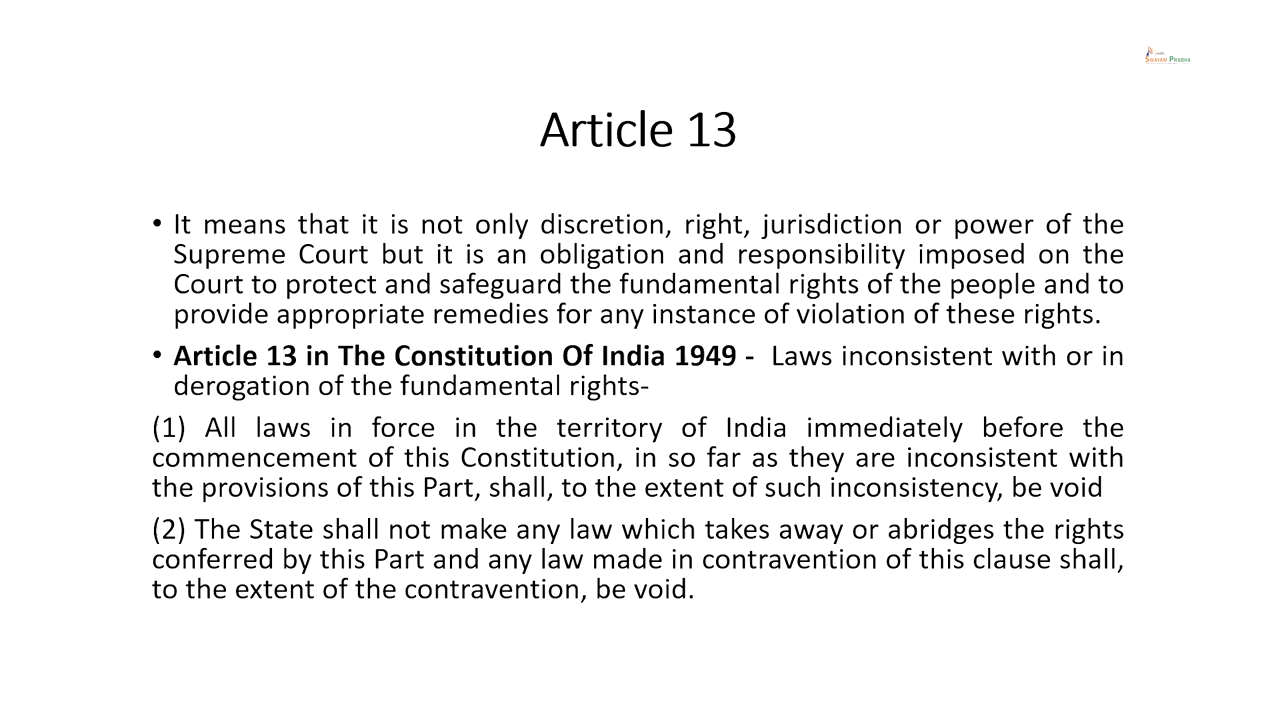 Swayam Prabha
Article 13
• It means that it is not only discretion, right, jurisdiction or power of the
Supreme Court but it is an obligation and responsibility imposed on the
Court to protect and safeguard the fundamental rights of the people and to
provide appropriate remedies for any instance of violation of these rights.
• Article 13 in The Constitution Of India 1949 - Laws inconsistent with or in
derogation of the fundamental rights-
(1) All laws in force in the territory of India immediately before the
commencement of this Constitution, in so far as they are inconsistent with
the provisions of this Part, shall, to the extent of such inconsistency, be void
(2) The State shall not make any law which takes away or abridges the rights
conferred by this Part and any law made in contravention of this clause shall,
to the extent of the contravention, be void.